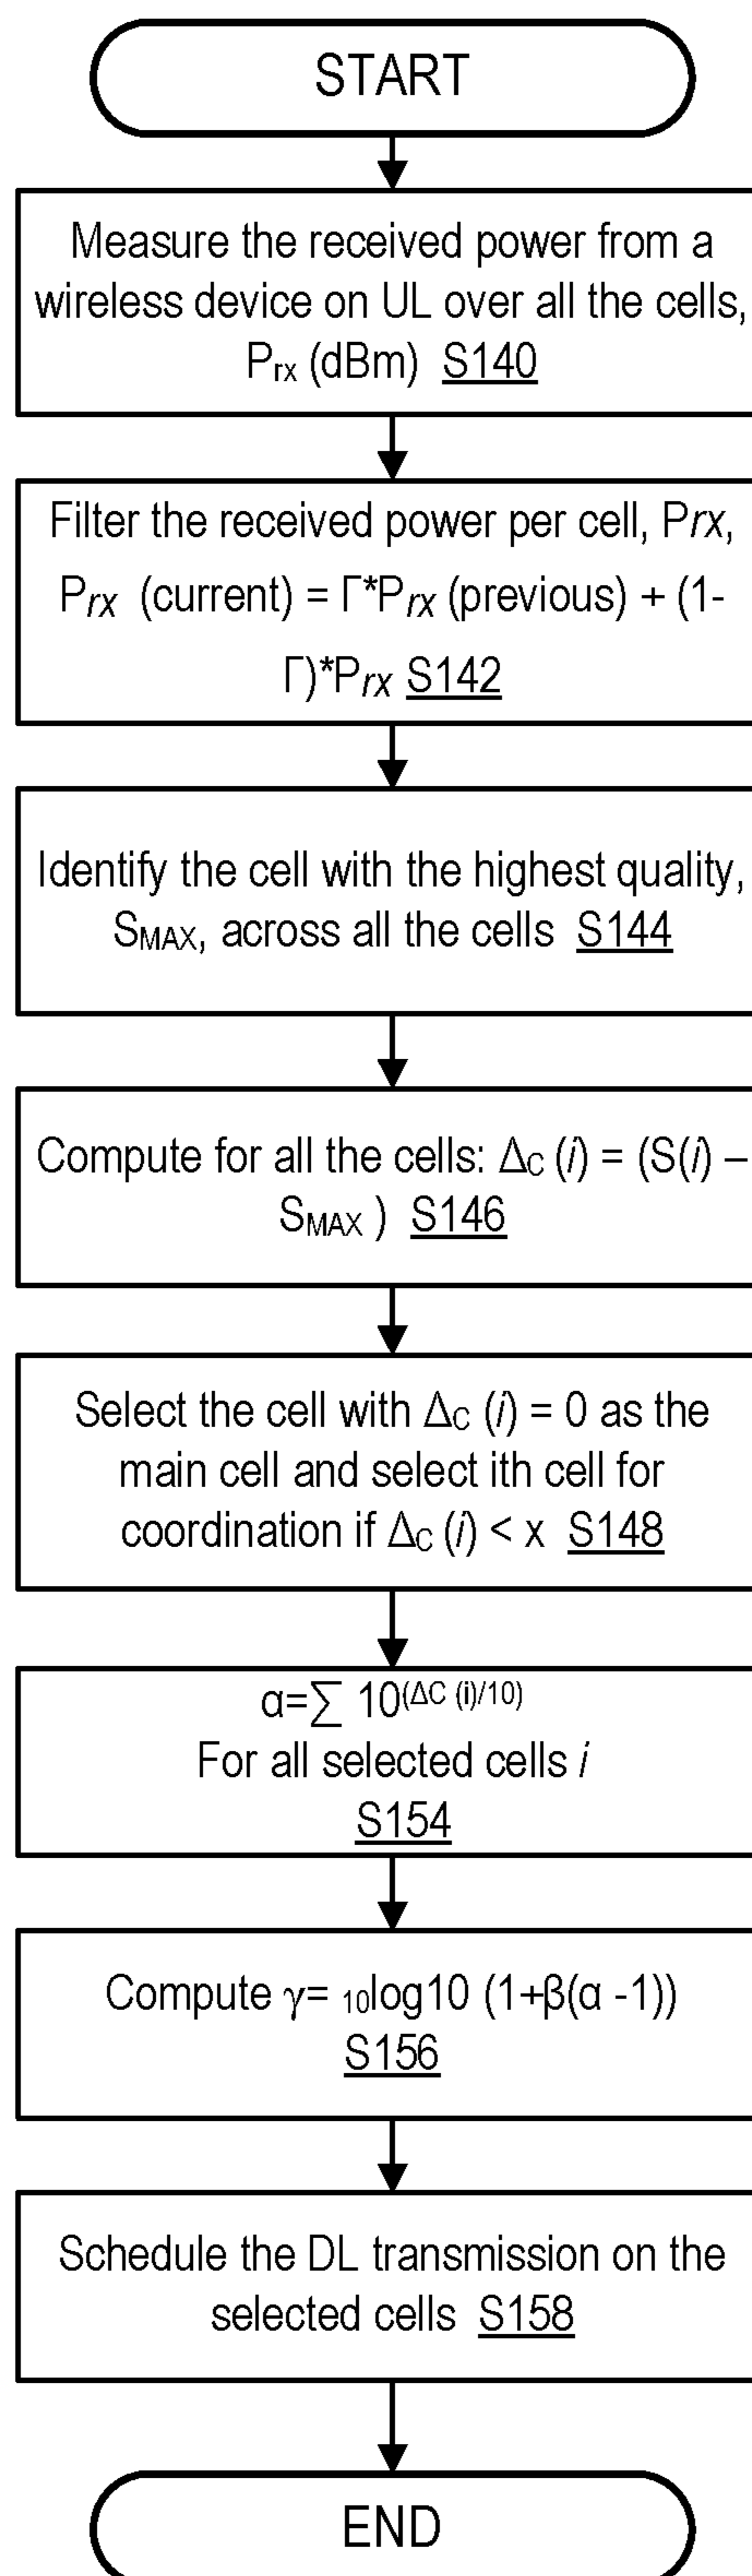 START
Measure the received power from a
wireless device on UL over all the cells,
Prx (dBm) S140
Filter the received power per cell, Prx,
Prx (current) = Γ*Prx (previous) + (1-
Γ)*Prx S142
Identify the cell with the highest quality,
SMAX, across all the cells S144
Compute for all the cells: ΔC (i) = (S(i) –
SMAX ) S146
Select the cell with ΔC (i) = 0 as the
main cell and select ith cell for
coordination if ΔC (i) < x S148
α=∑ 10(ΔC (i)/10)
For all selected cells i
S154
Compute γ= 10log10 (1+β(α -1))
S156
Schedule the DL transmission on the
selected cells S158
END